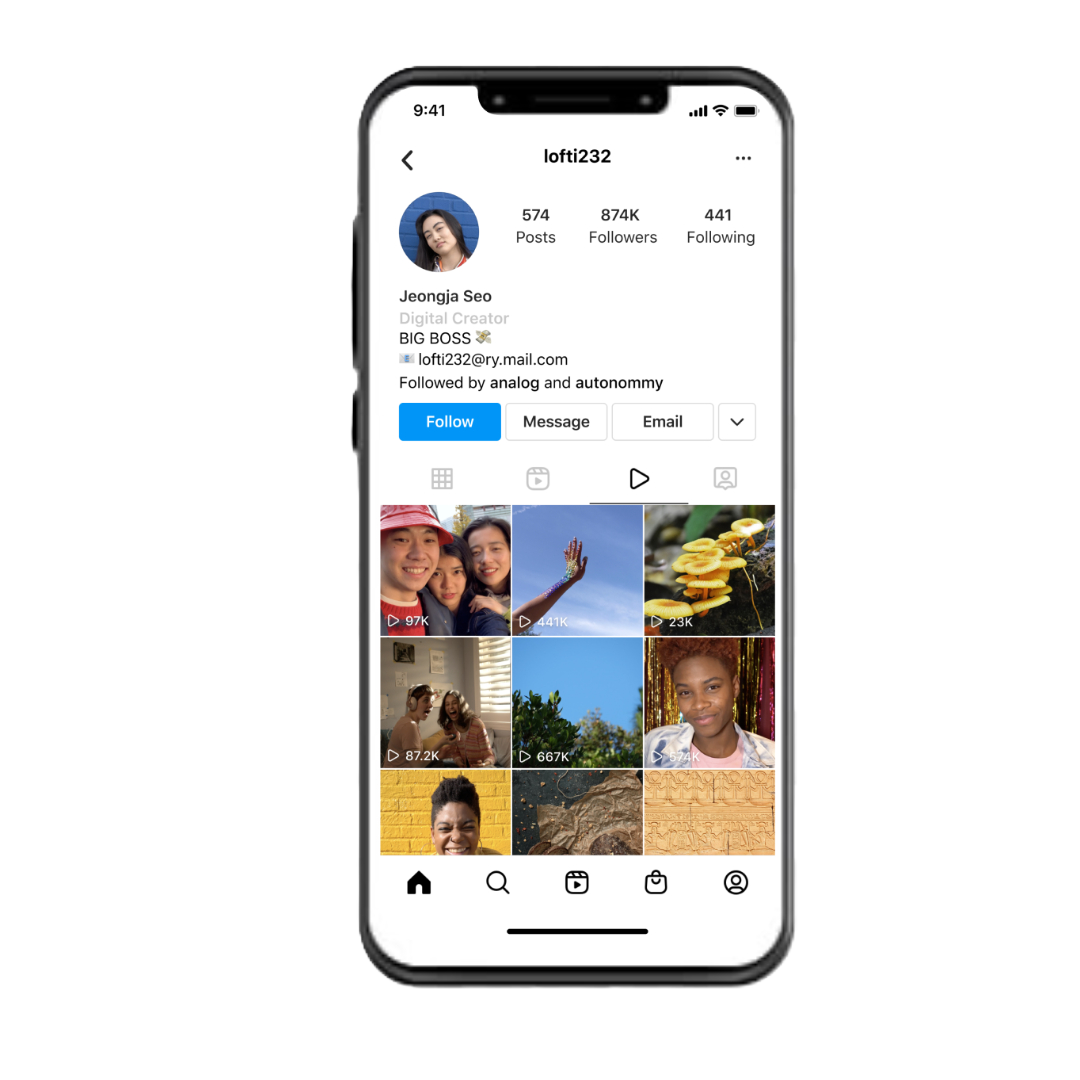 9:41
lofti232
574 874K 441
Posts Followers Following
Jeongja Seo
Digital Creator
BIG BOSS 💸
📧 lofti232@ry.mail.com
Followed by analog and autonommy
Follow Message Email
97K 441K 23K
87.2K 667K 574K